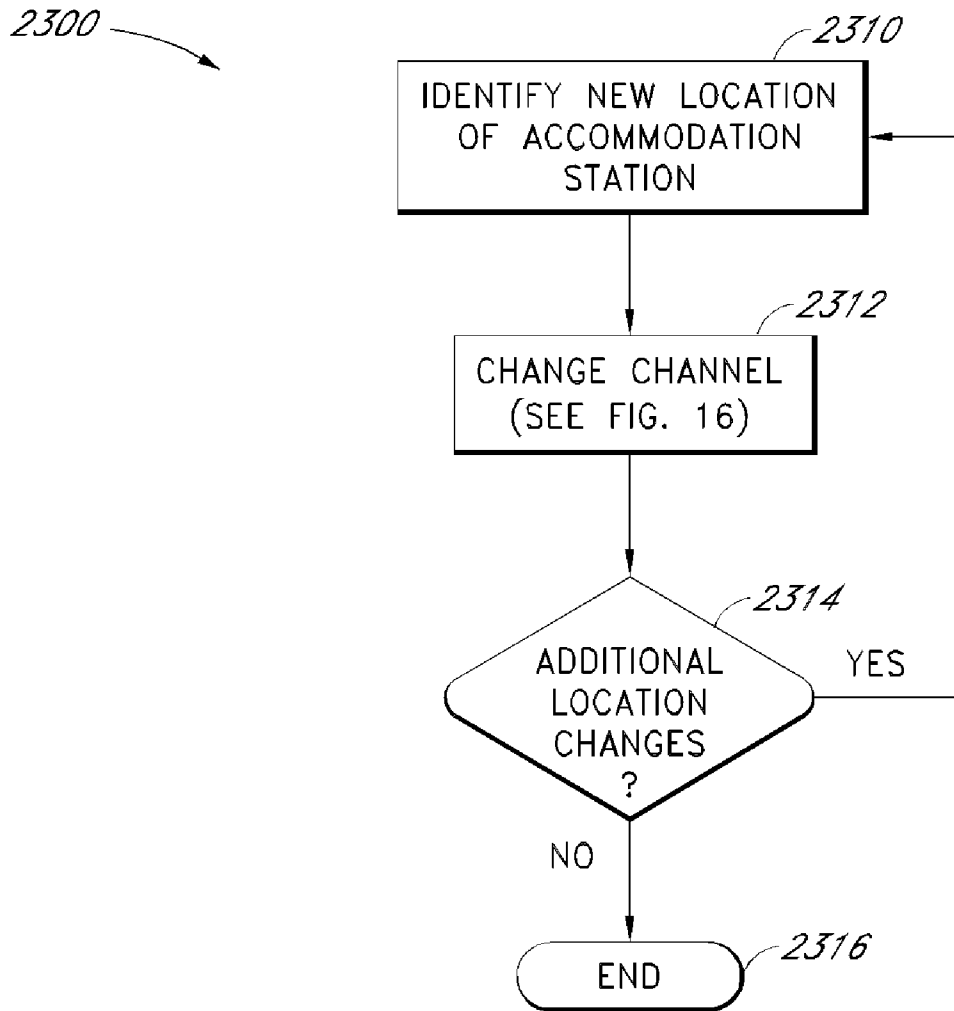 2300
2310
IDENTIFY NEW LOCATION
OF ACCOMMODATION
STATION
2312
CHANGE CHANNEL
(SEE FIG. 16)
2314
ADDITIONAL
LOCATION
CHANGES
?
YES
NO
2316
END